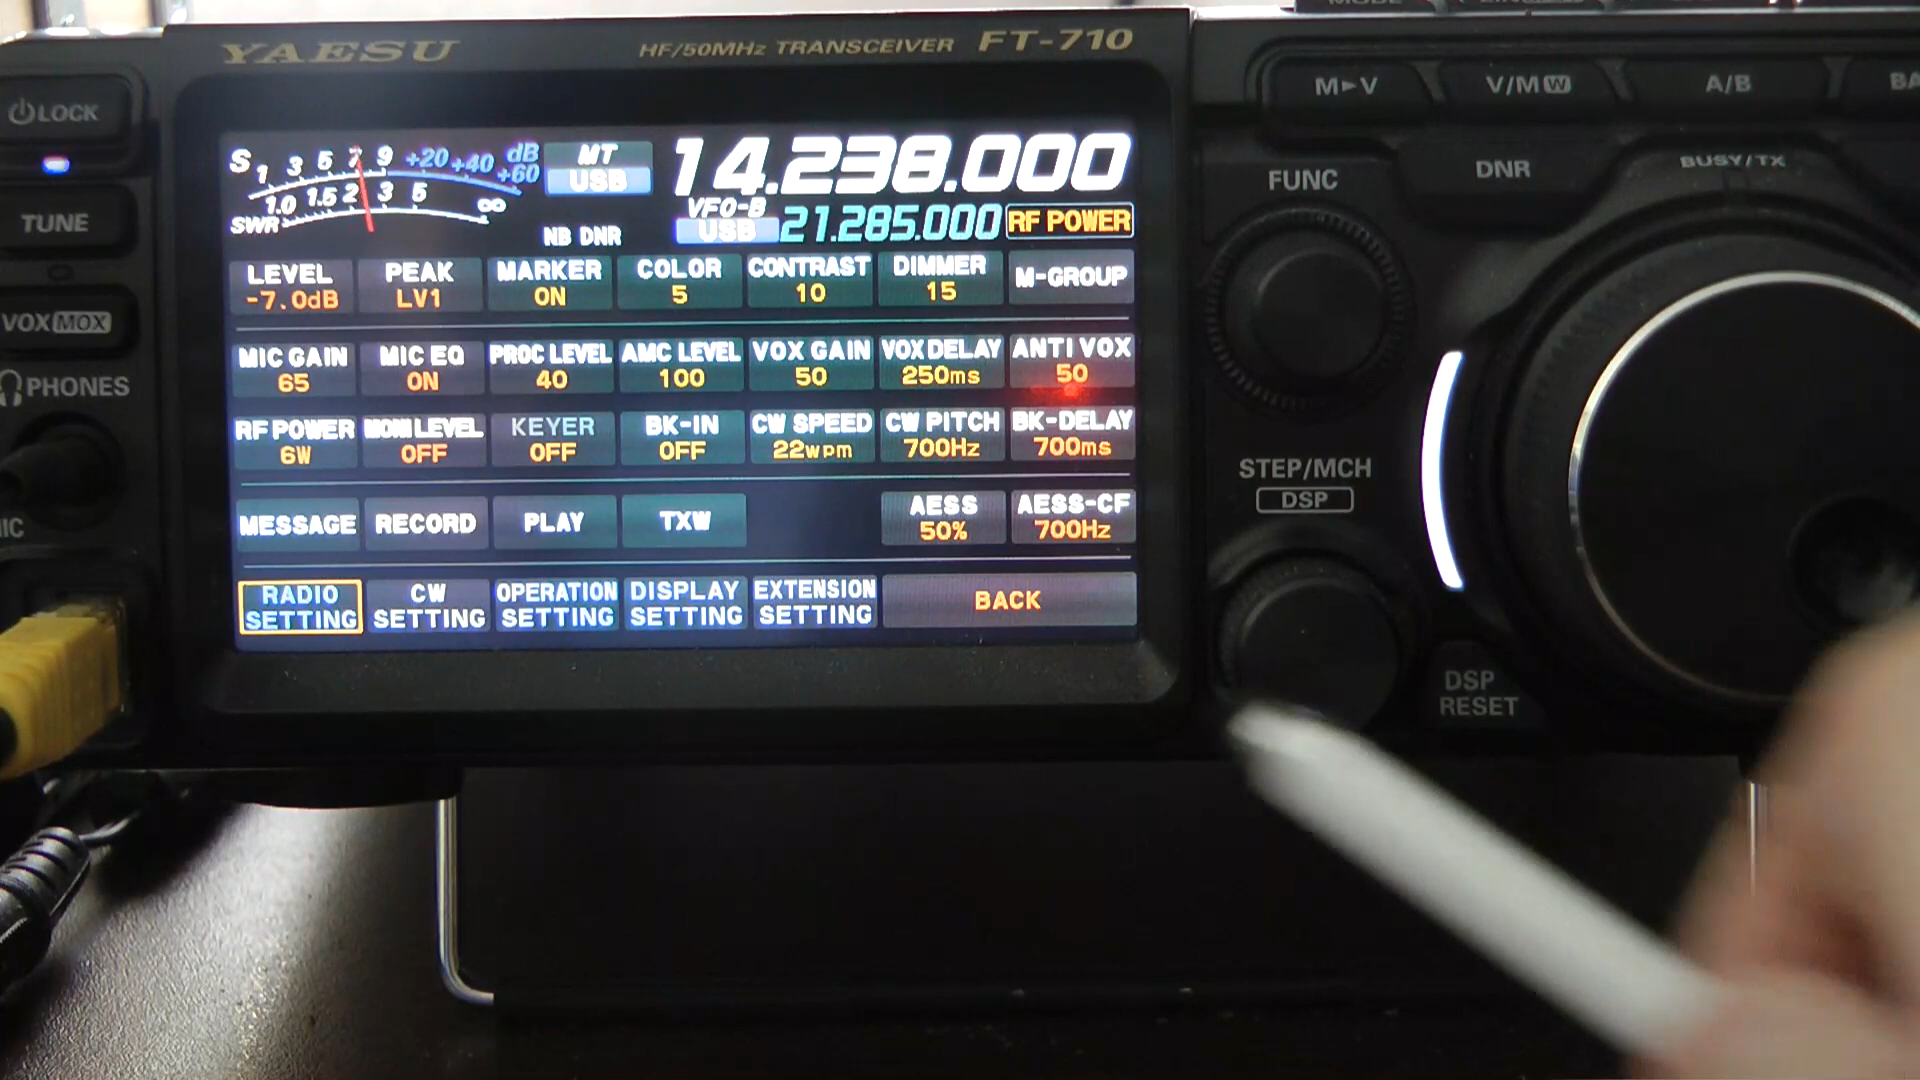 YAESU HF/50MHz TRANSCEIVER FT-710
LOCK
TUNE
VOX MOX
PHONES
IC
S 1 3 5 7 9 +20 +40 +60 dB
SWR 1.0 1.5 2 3 5 ∞
MT
USB
14.238.000
VFO-B
USB
21.285.000
RF POWER
NB DNR
LEVEL PEAK MARKER COLOR CONTRAST DIMMER M-GROUP
-7.0dB LV1 ON 5 10 15
MIC GAIN MIC EQ PROC LEVEL AMC LEVEL VOX GAIN VOX DELAY ANTI VOX
65 ON 40 100 50 250ms 50
RF POWER MONI LEVEL KEYER BK-IN CW SPEED CW PITCH BK-DELAY
6W OFF OFF OFF 22wpm 700Hz 700ms
MESSAGE RECORD PLAY TXW AESS AESS-CF
50% 700Hz
RADIO CW OPERATION DISPLAY EXTENSION BACK
SETTING SETTING SETTING SETTING SETTING
MODE
M►V V/M W A/B BA
FUNC DNR BUSY/TX
STEP/MCH
DSP
DSP
RESET